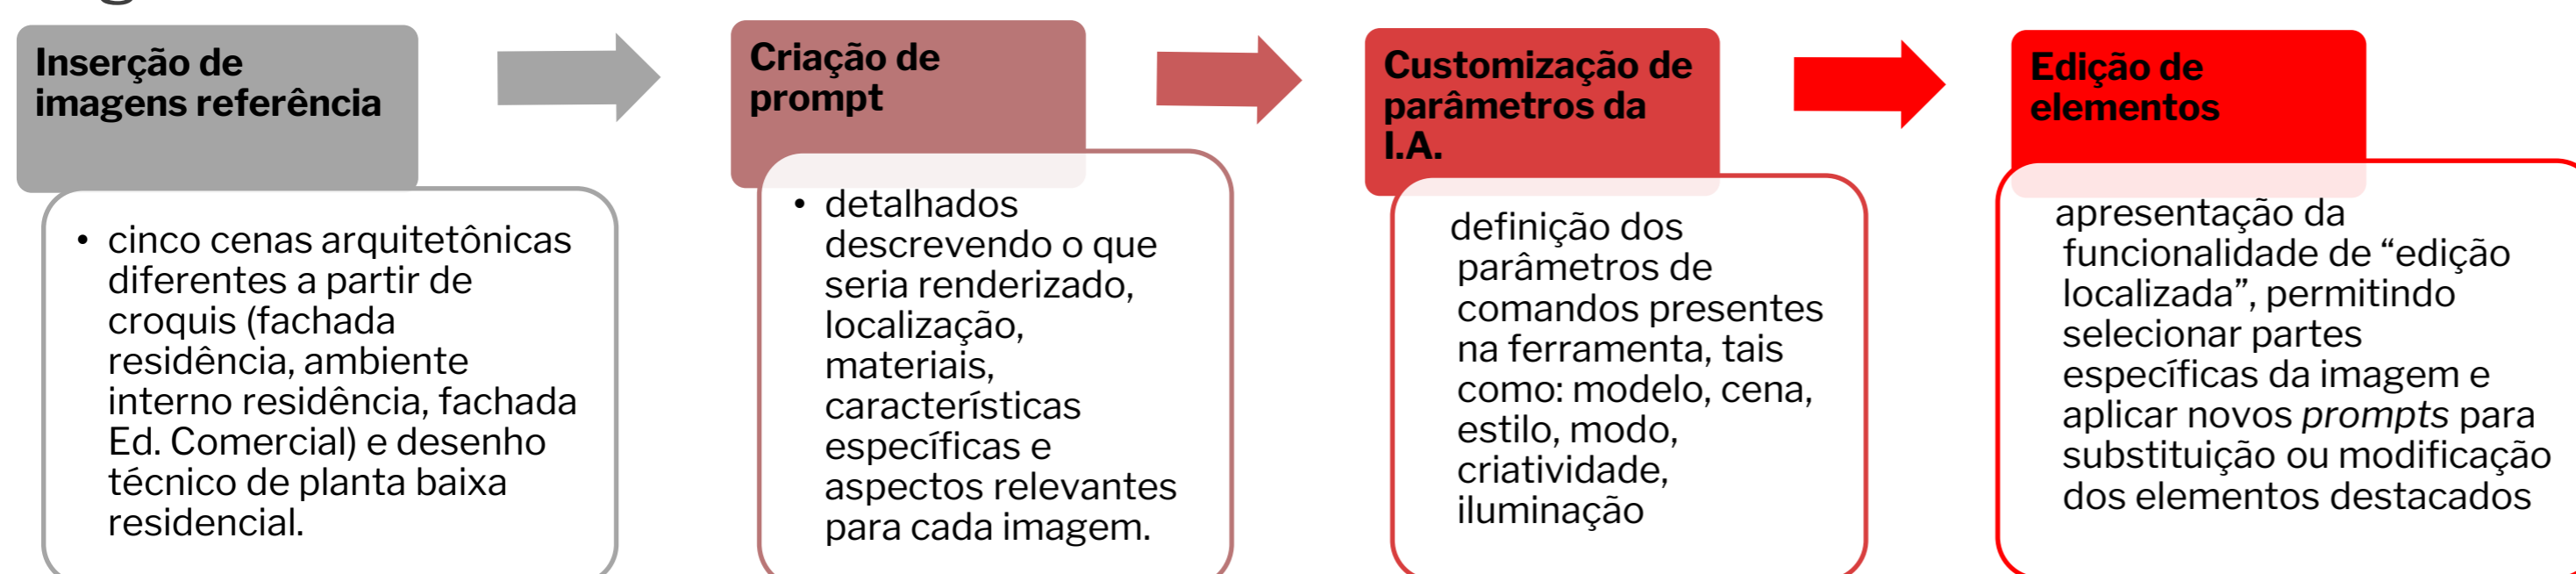 Inserção de
imagens referência
• cinco cenas arquitetônicas
diferentes a partir de
croquis (fachada
residência, ambiente
interno residência, fachada
Ed. Comercial) e desenho
técnico de planta baixa
residencial.
Criação de
prompt
• detalhados
descrevendo o que
seria renderizado,
localização,
materiais,
características
específicas e
aspectos relevantes
para cada imagem.
Customização de
parâmetros da
I.A.
definição dos
parâmetros de
comandos presentes
na ferramenta, tais
como: modelo, cena,
estilo, modo,
criatividade,
iluminação
Edição de
elementos
apresentação da
funcionalidade de “edição
localizada”, permitindo
selecionar partes
específicas da imagem e
aplicar novos prompts para
substituição ou modificação
dos elementos destacados